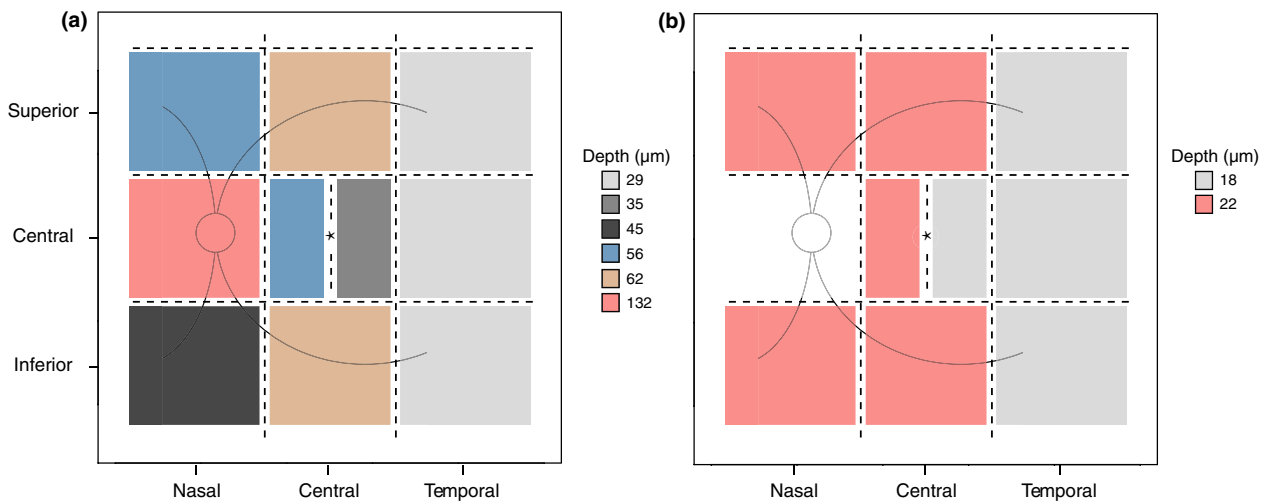 (a)
Superior
Central
Inferior
Nasal
Central
Temporal
Depth (µm)
29
35
45
56
62
132
(b)
Nasal
Central
Temporal
Depth (µm)
18
22